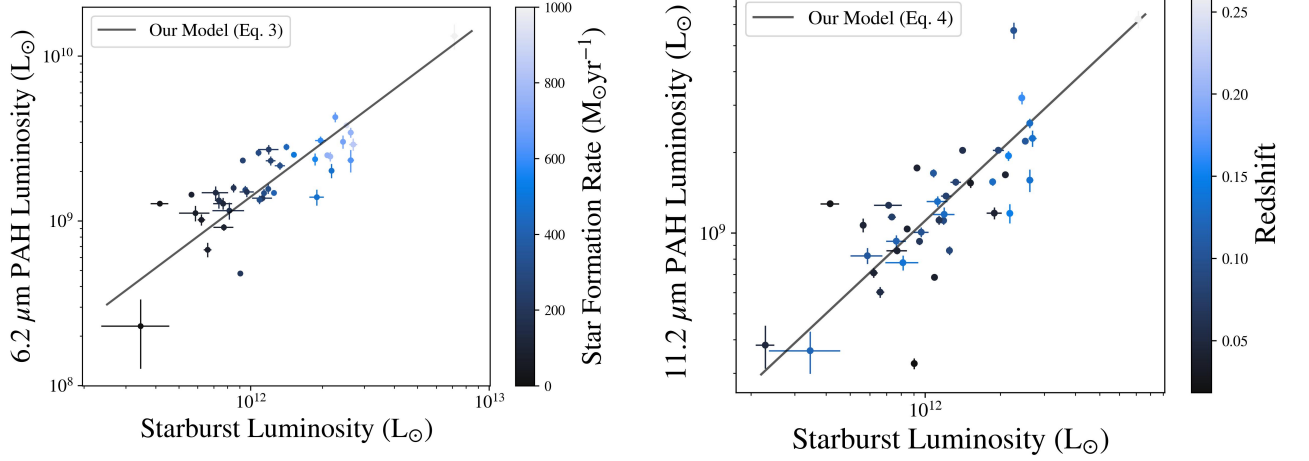 Our Model (Eq. 3)
10^10
10^9
10^8
6.2 μm PAH Luminosity (L⊙)
10^12
10^13
Starburst Luminosity (L⊙)
1000
800
600
400
200
0
Star Formation Rate (M⊙yr^−1)
Our Model (Eq. 4)
10^9
11.2 μm PAH Luminosity (L⊙)
10^12
Starburst Luminosity (L⊙)
0.25
0.20
0.15
0.10
0.05
Redshift